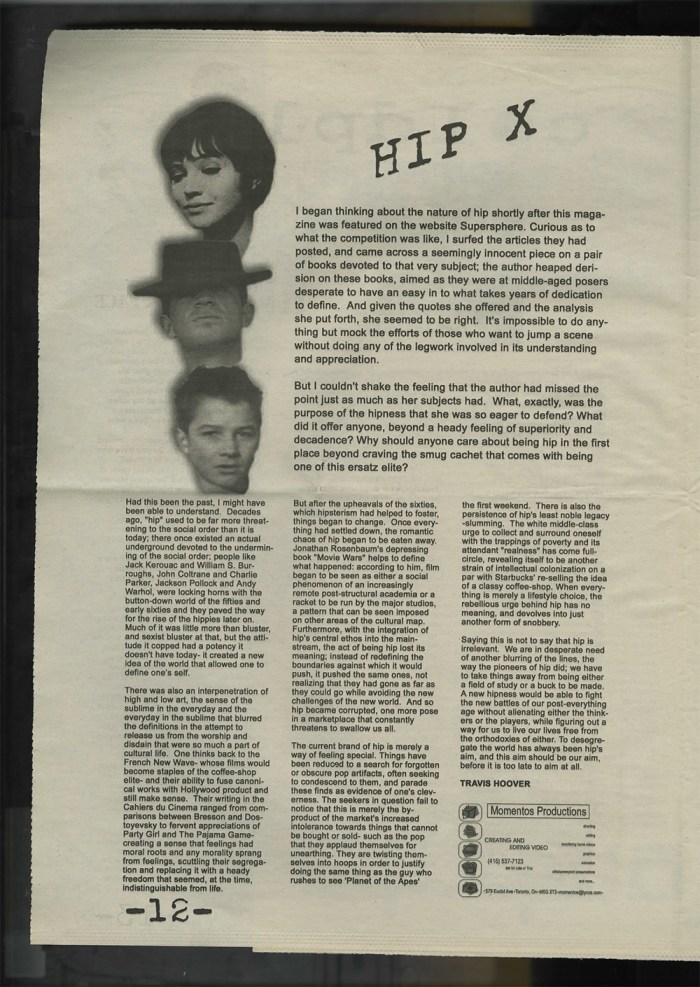 HIP X
I began thinking about the nature of hip shortly after this maga-
zine was featured on the website Supersphere. Curious as to
what the competition was like, I surfed the articles they had
posted, and came across a seemingly innocent piece on a pair
of books devoted to that very subject; the author heaped deri-
sion on these books, aimed as they were at middle-aged posers
desperate to have an easy in to what takes years of dedication
to define. And given the quotes she offered and the analysis
she put forth, she seemed to be right. It's impossible to do any-
thing but mock the efforts of those who want to jump a scene
without doing any of the legwork involved in its understanding
and appreciation.
But I couldn't shake the feeling that the author had missed the
point just as much as her subjects had. What, exactly, was the
purpose of the hipness that she was so eager to defend? What
did it offer anyone, beyond a heady feeling of superiority and
decadence? Why should anyone care about being hip in the first
place beyond craving the smug cachet that comes with being
one of this ersatz elite?
Had this been the past, I might have
been able to understand. Decades
ago, "hip" used to be far more threat-
ening to the social order than it is
today; there once existed an actual
underground devoted to the undermin-
ing of the social order; people like
Jack Kerouac and William S. Bur-
roughs, John Coltrane and Charlie
Parker, Jackson Pollock and Andy
Warhol, were locking horns with the
button-down world of the fifties and
early sixties and they paved the way
for the rise of the hippies later on.
Much of it was little more than bluster,
and sexist bluster at that, but the atti-
tude it copped had a potency it
doesn't have today- it created a new
idea of the world that allowed one to
define one's self.
There was also an interpenetration of
high and low art, the sense of the
sublime in the everyday and the
everyday in the sublime that blurred
the definitions in the attempt to
release us from the worship and
disdain that were so much a part of
cultural life. One thinks back to the
French New Wave- whose films would
become staples of the coffee-shop
elite- and their ability to fuse canoni-
cal works with Hollywood product and
still make sense. Their writing in the
Cahiers du Cinema ranged from com-
parisons between Bresson and Dos-
toyevsky to fervent appreciations of
Party Girl and The Pajama Game-
creating a sense that feelings had
moral roots and any morality sprang
from feelings, scuttling their segrega-
tion and replacing it with a heady
freedom that seemed, at the time,
indistinguishable from life.
But after the upheavals of the sixties,
which hipsterism had helped to foster,
things began to change. Once every-
thing had settled down, the romantic
chaos of hip began to be eaten away.
Jonathan Rosenbaum's depressing
book "Movie Wars" helps to define
what happened: according to him, film
began to be seen as either a social
phenomenon of an increasingly
remote post-structural academia or a
racket to be run by the major studios,
a pattern that can be seen imposed
on other areas of the cultural map.
Furthermore, with the integration of
hip's central ethos into the main-
stream, the act of being hip lost its
meaning; instead of redefining the
boundaries against which it would
push, it pushed the same ones, not
realizing that they had gone as far as
they could go while avoiding the new
challenges of the new world. And so
hip became corrupted, one more pose
in a marketplace that constantly
threatens to swallow us all.
The current brand of hip is merely a
way of feeling special. Things have
been reduced to a search for forgotten
or obscure pop artifacts, often seeking
to condescend to them, and parade
these finds as evidence of one's clev-
erness. The seekers in question fail to
notice that this is merely the by-
product of the market's increased
intolerance towards things that cannot
be bought or sold- such as the pop
that they applaud themselves for
unearthing. They are twisting them-
selves into hoops in order to justify
doing the same thing as the guy who
rushes to see 'Planet of the Apes'
the first weekend. There is also the
persistence of hip's least noble legacy
-slumming. The white middle-class
urge to collect and surround oneself
with the trappings of poverty and its
attendant "realness" has come full-
circle, revealing itself to be another
strain of intellectual colonization on a
par with Starbucks' re-selling the idea
of a classy coffee-shop. When every-
thing is merely a lifestyle choice, the
rebellious urge behind hip has no
meaning, and devolves into just
another form of snobbery.
Saying this is not to say that hip is
irrelevant. We are in desperate need
of another blurring of the lines, the
way the pioneers of hip did; we have
to take things away from being either
a field of study or a buck to be made.
A new hipness would be able to fight
the new battles of our post-everything
age without alienating either the think-
ers or the players, while figuring out a
way for us to live our lives free from
the orthodoxies of either. To desegre-
gate the world has always been hip's
aim, and this aim should be our aim,
before it is too late to aim at all.
TRAVIS HOOVER
Momentos Productions
CREATING AND
EDITING VIDEO
(416) 537-7123
-12-